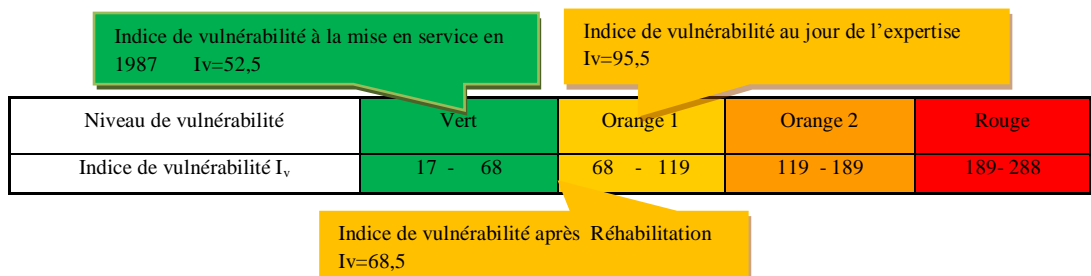 Indice de vulnérabilité à la mise en service en
1987 Iv=52,5
Indice de vulnérabilité au jour de l’expertise
Iv=95,5
Niveau de vulnérabilité Vert Orange 1 Orange 2 Rouge
Indice de vulnérabilité Iv 17 - 68 68 - 119 119 - 189 189- 288
Indice de vulnérabilité après Réhabilitation
Iv=68,5